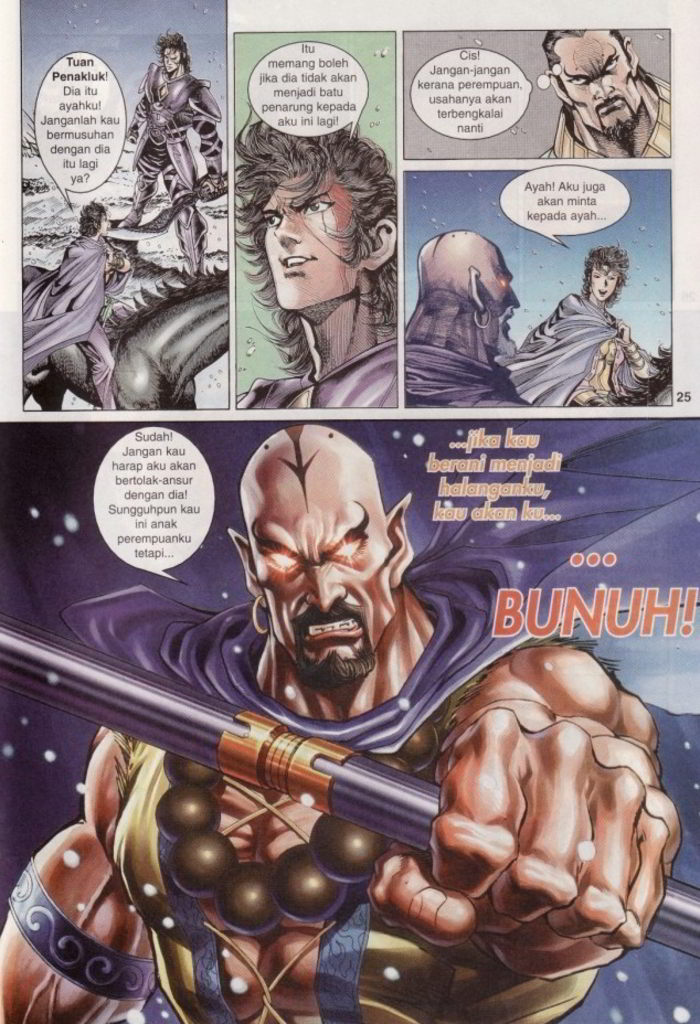 Tuan
Penakluk!
Dia itu
ayahku!
Janganlah kau
bermusuhan
dengan dia
itu lagi
ya?
Itu
memang boleh
jika dia tidak akan
menjadi batu
penarung kepada
aku ini lagi!
Cis!
Jangan-jangan
kerana perempuan,
usahanya akan
terbengkalai
nanti
Ayah! Aku juga
akan minta
kepada ayah...
25
Sudah!
Jangan kau
harap aku akan
bertolak-ansur
dengan dia!
Sungguhpun kau
ini anak
perempuanku
tetapi...
...jika kau
berani menjadi
halanganku,
kau akan ku...
...
BUNUH!